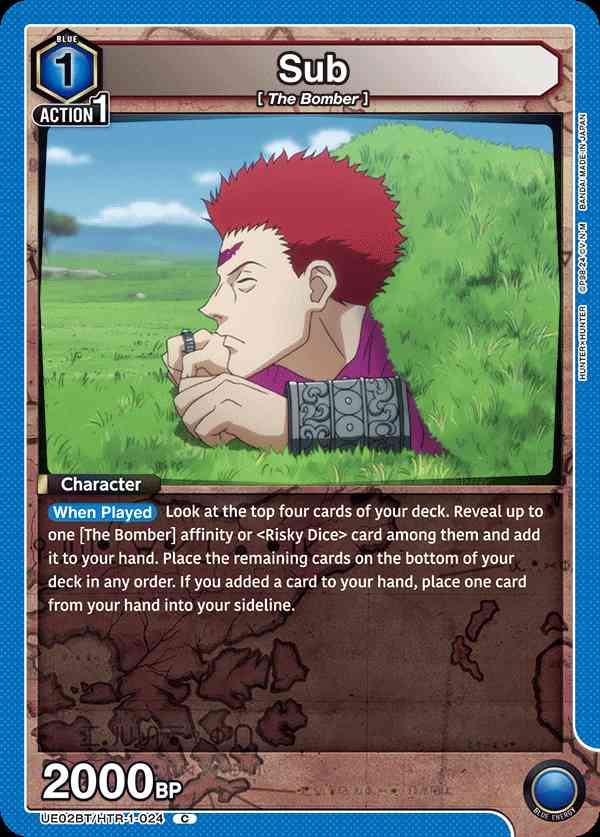 BLUE
1
ACTION 1
Sub
[ The Bomber ]
HUNTER×HUNTER ©P98-24 ©V･N･M BANDAI MADE IN JAPAN
Character
When Played Look at the top four cards of your deck. Reveal up to
one [The Bomber] affinity or <Risky Dice> card among them and add
it to your hand. Place the remaining cards on the bottom of your
deck in any order. If you added a card to your hand, place one card
from your hand into your sideline.
2000BP
UE02BT/HTR-1-024 C
BLUE ENERGY